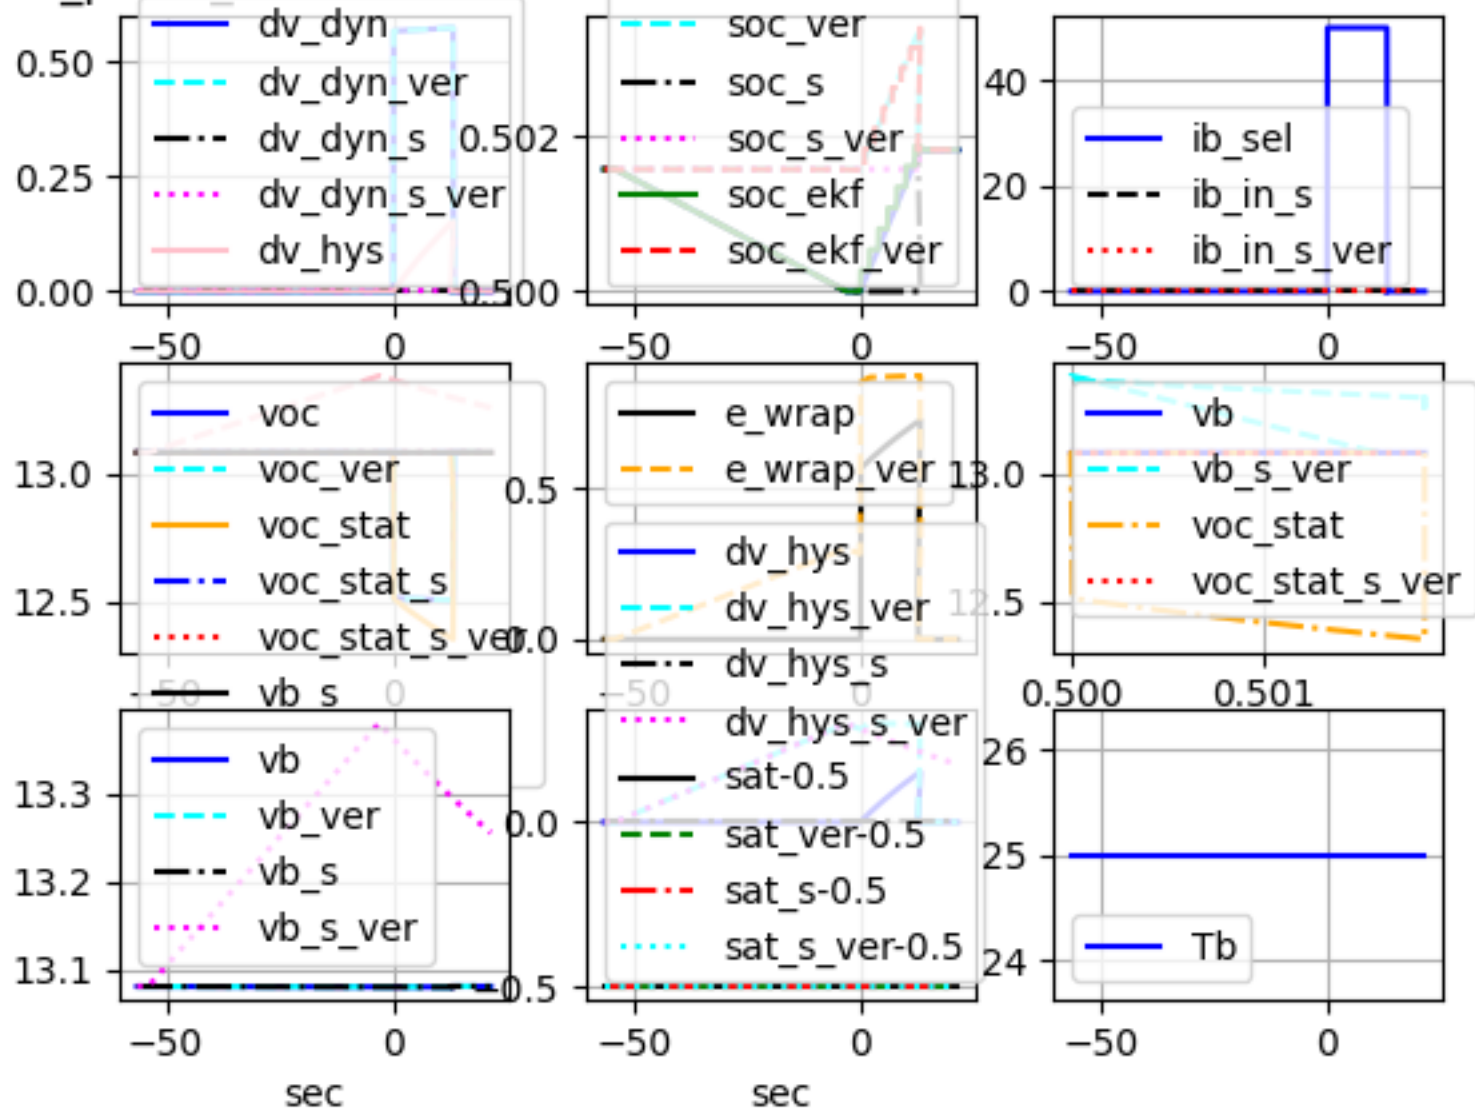 dv_dyn
dv_dyn_ver
dv_dyn_s
dv_dyn_s_ver
dv_hys
0.50
0.25
0.00
−50 0
soc_ver
soc_s
soc_s_ver
soc_ekf
soc_ekf_ver
0.502
0.500
−50 0
ib_sel
ib_in_s
ib_in_s_ver
40
20
0
−50 0
voc
voc_ver
voc_stat
voc_stat_s
voc_stat_s_ver
vb_s
13.0
12.5
−50 0
e_wrap
e_wrap_ver
0.5
0.0
−50 0
vb
vb_s_ver
voc_stat
voc_stat_s_ver
13.0
12.5
0.500 0.501
vb
vb_ver
vb_s
vb_s_ver
13.3
13.2
13.1
−50 0
sec
dv_hys
dv_hys_ver
dv_hys_s
dv_hys_s_ver
sat-0.5
sat_ver-0.5
sat_s-0.5
sat_s_ver-0.5
0.0
−0.5
−50 0
sec
Tb
26
25
24
−50 0